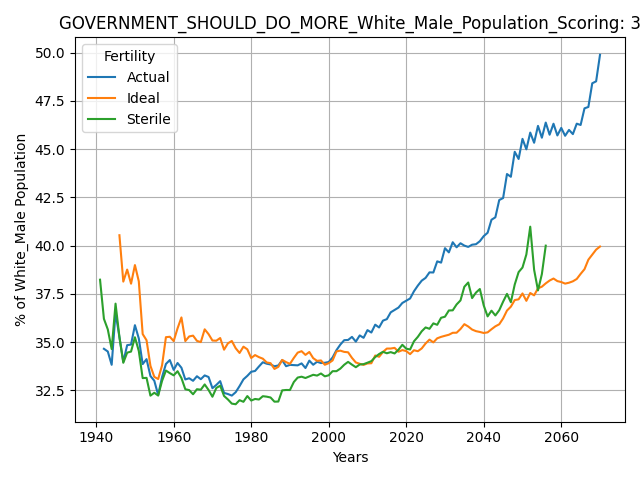 GOVERNMENT_SHOULD_DO_MORE_White_Male_Population_Scoring: 3
Fertility
Actual
Ideal
Sterile
50.0
47.5
45.0
42.5
40.0
37.5
35.0
32.5
% of White_Male Population
1940 1960 1980 2000 2020 2040 2060
Years